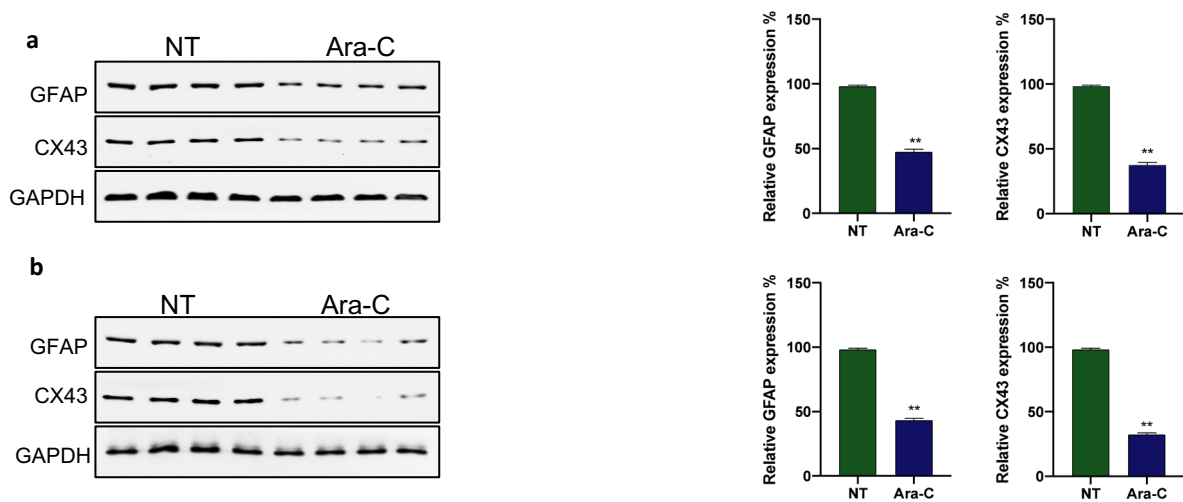 a
NT Ara-C
GFAP
CX43
GAPDH
Relative GFAP expression %
150
100
50
0
**
NT Ara-C
Relative CX43 expression %
150
100
50
0
**
NT Ara-C
b
NT Ara-C
GFAP
CX43
GAPDH
Relative GFAP expression %
150
100
50
0
**
NT Ara-C
Relative CX43 expression %
150
100
50
0
**
NT Ara-C